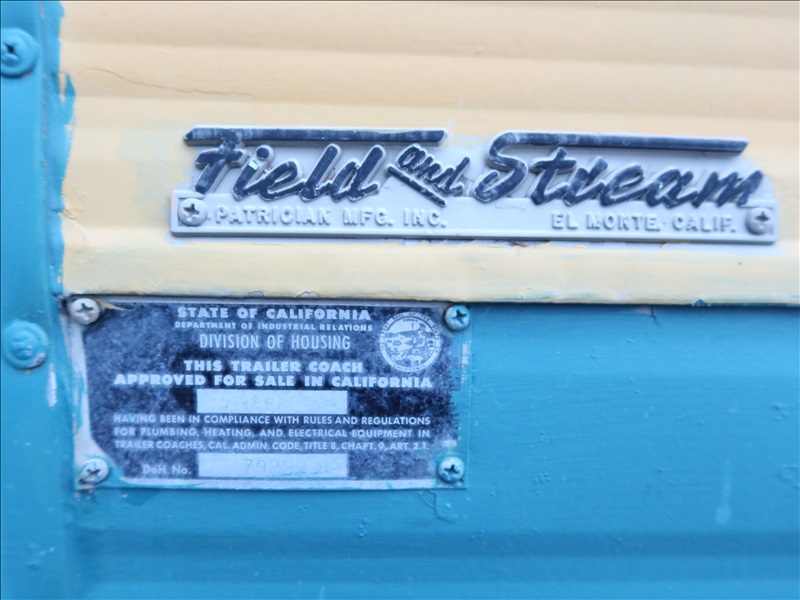 Field and Stream
PATRICIAN MFG. INC. EL MONTE, CALIF.
STATE OF CALIFORNIA
DEPARTMENT OF INDUSTRIAL RELATIONS
DIVISION OF HOUSING
THIS TRAILER COACH
APPROVED FOR SALE IN CALIFORNIA
HAVING BEEN IN COMPLIANCE WITH RULES AND REGULATIONS
FOR PLUMBING, HEATING, AND ELECTRICAL EQUIPMENT IN
TRAILER COACHES, CAL. ADMIN. CODE, TITLE 8, CHAPT. 9, ART. 2.1.
DoH. No.